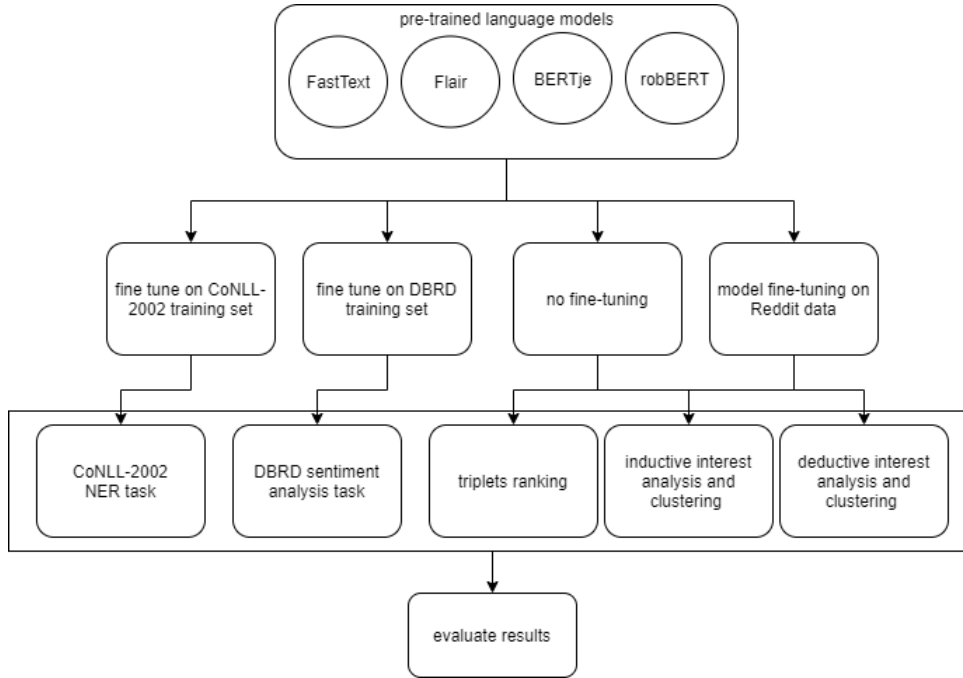 pre-trained language models
FastText
Flair
BERTje
robBERT
fine tune on CoNLL-
2002 training set
fine tune on DBRD
training set
no fine-tuning
model fine-tuning on
Reddit data
CoNLL-2002
NER task
DBRD sentiment
analysis task
triplets ranking
inductive interest
analysis and
clustering
deductive interest
analysis and
clustering
evaluate results